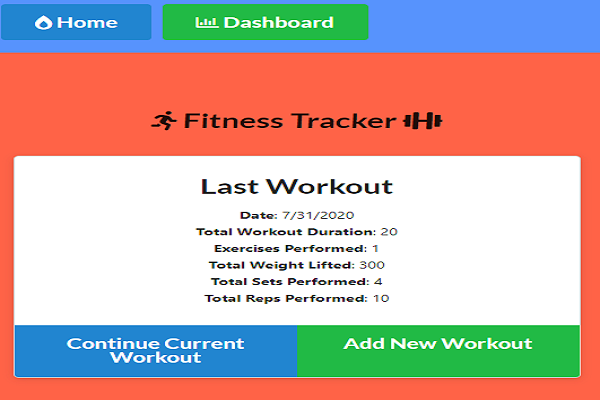 Home Dashboard
Fitness Tracker
Last Workout
Date: 7/31/2020
Total Workout Duration: 20
Exercises Performed: 1
Total Weight Lifted: 300
Total Sets Performed: 4
Total Reps Performed: 10
Continue Current
Workout
Add New Workout